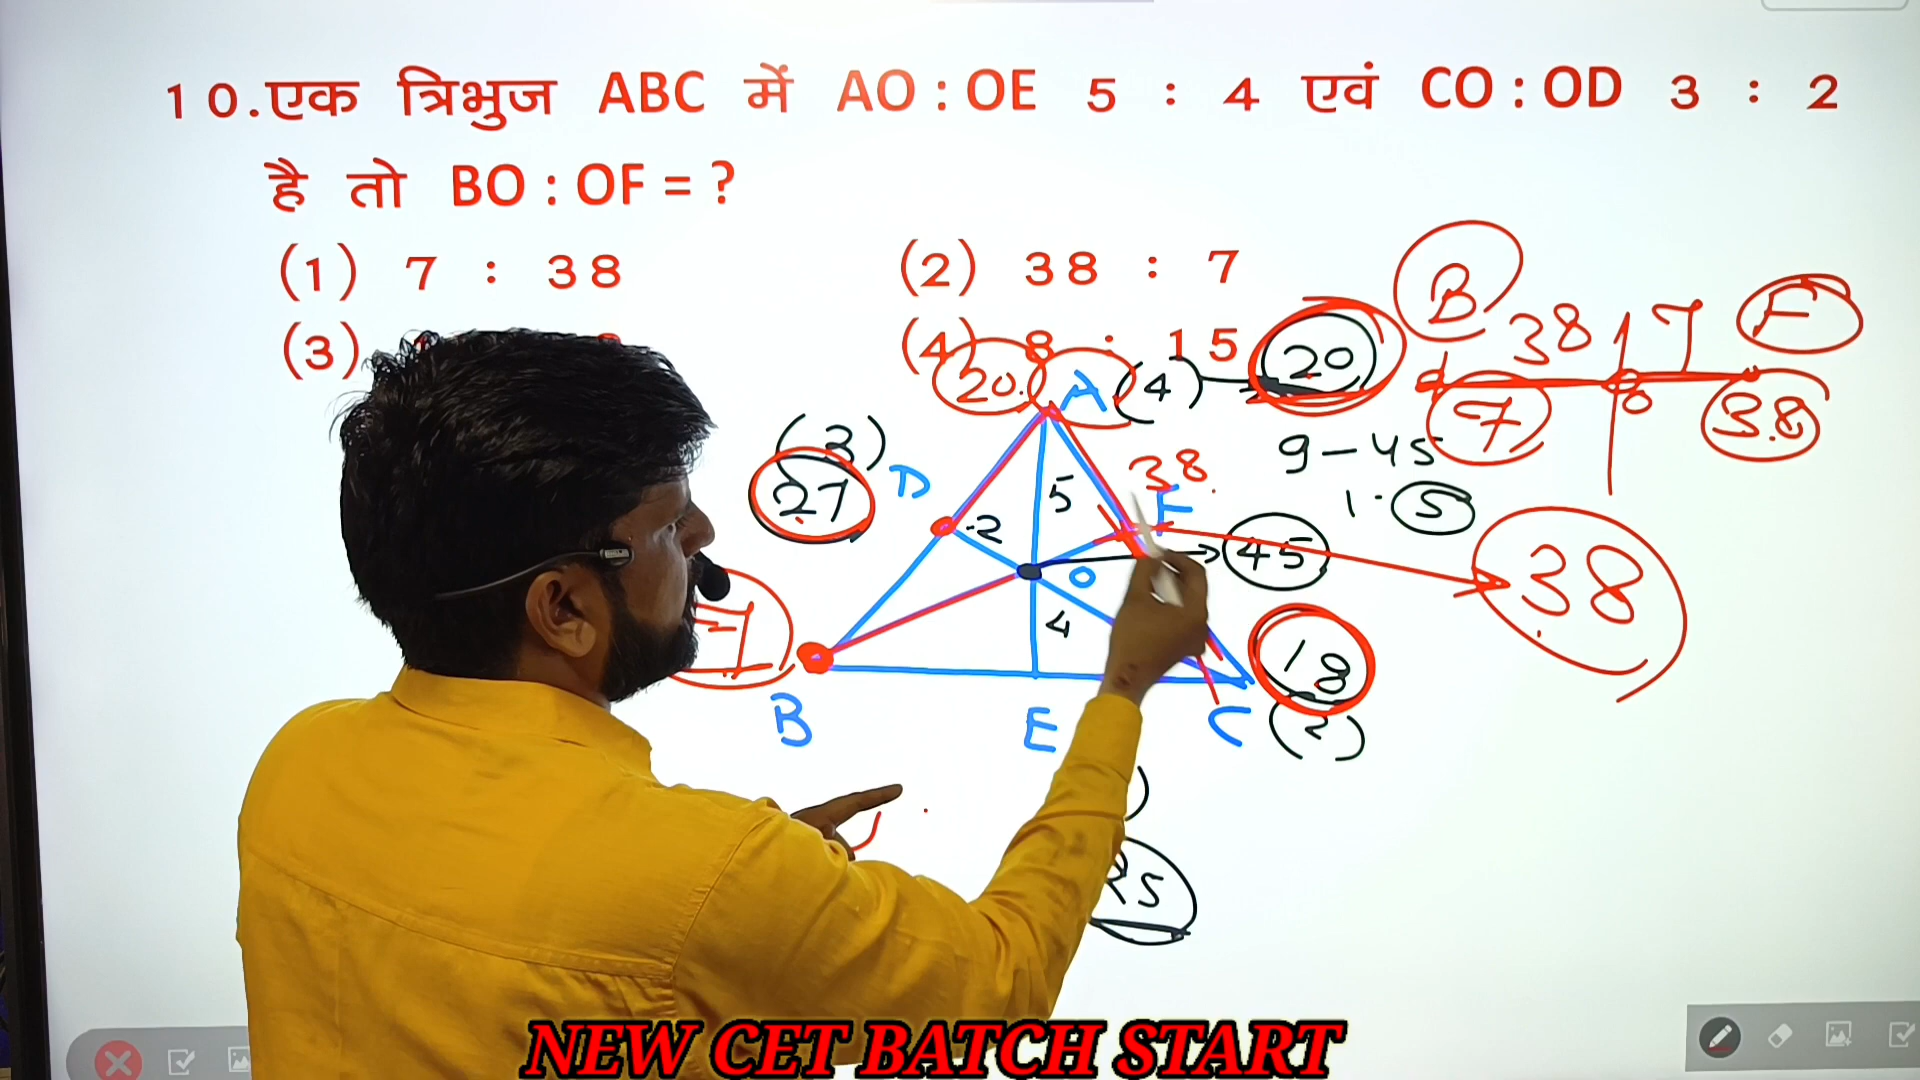 10.एक त्रिभुज ABC में AO : OE 5 : 4 एवं CO : OD 3 : 2
है तो BO : OF = ?
(1) 7 : 38
(2) 38 : 7
(3)
(4) 8 : 15
B 38 7 F
7 O 38
20. A (4) 20
9-45
1. 5
(3)
27 D
5 38.
F
2
O 45
38
4
18
B E C (2)
NEW CET BATCH START